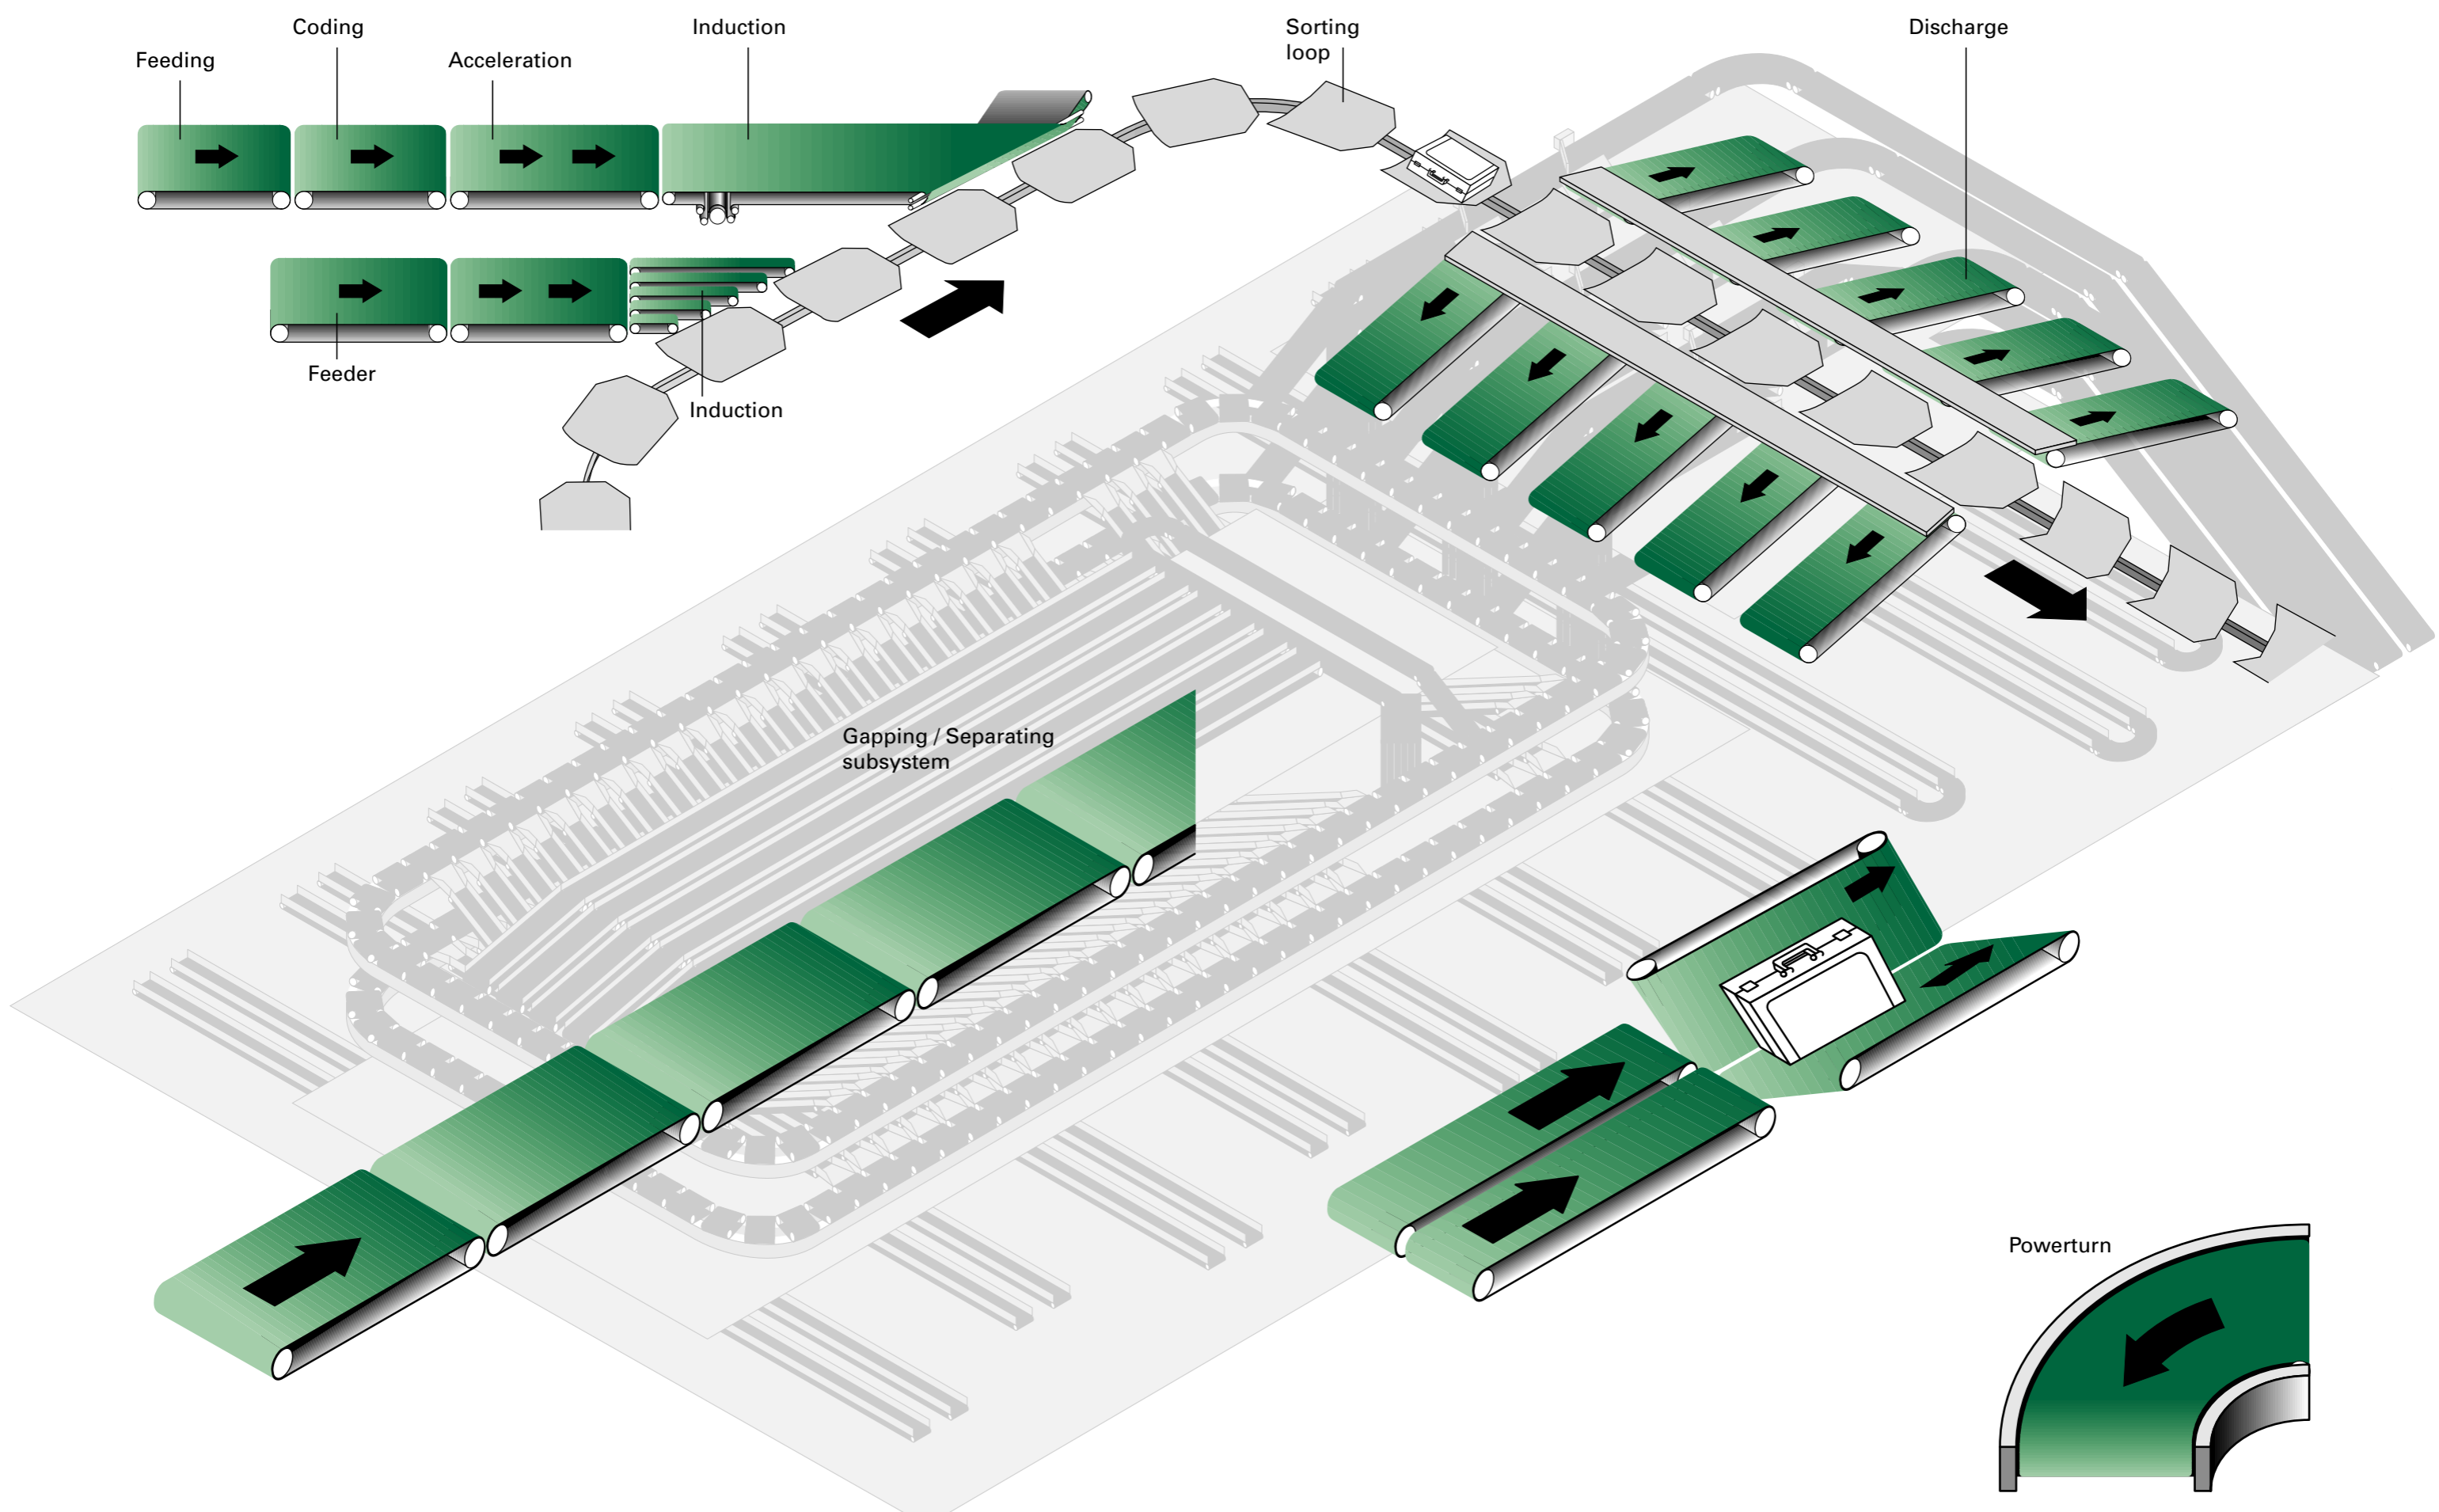 Feeding
Coding
Acceleration
Induction
Sorting
loop
Discharge
Feeder
Induction
Gapping / Separating
subsystem
Powerturn